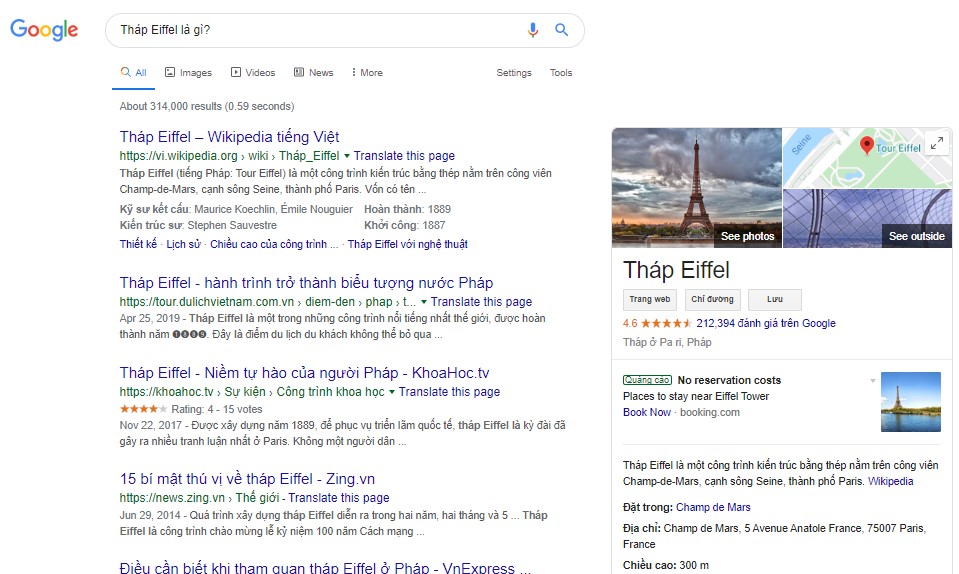 Google
Tháp Eiffel là gì?
All
Images
Videos
News
More
Settings
Tools
About 314,000 results (0.59 seconds)
Tháp Eiffel – Wikipedia tiếng Việt
https://vi.wikipedia.org › wiki › Tháp_Eiffel ▾ Translate this page
Tháp Eiffel (tiếng Pháp: Tour Eiffel) là một công trình kiến trúc bằng thép nằm trên công viên
Champ-de-Mars, cạnh sông Seine, thành phố Paris. Vốn có tên ...
Kỹ sư kết cấu: Maurice Koechlin, Émile Nouguier Hoàn thành: 1889
Kiến trúc sư: Stephen Sauvestre Khởi công: 1887
Thiết kế · Lịch sử · Chiều cao của công trình ... · Tháp Eiffel với nghệ thuật
Tháp Eiffel - hành trình trở thành biểu tượng nước Pháp
https://tour.dulichvietnam.com.vn › diem-den › phap › t... ▾ Translate this page
Apr 25, 2019 - Tháp Eiffel là một trong những công trình nổi tiếng nhất thế giới, được hoàn
thành năm ❶❽❽❾. Đây là điểm du lịch du khách không thể bỏ qua ...
Tháp Eiffel - Niềm tự hào của người Pháp - KhoaHoc.tv
https://khoahoc.tv › Sự kiện › Công trình khoa học ▾ Translate this page
★★★★★ Rating: 4 - 15 votes
Nov 22, 2017 - Được xây dựng năm 1889, để phục vụ triển lãm quốc tế, tháp Eiffel là kỳ đài đã
gây ra nhiều tranh luận nhất ở Paris. Không một người dân ...
15 bí mật thú vị về tháp Eiffel - Zing.vn
https://news.zing.vn › Thế giới - Translate this page
Jun 29, 2014 - Quá trình xây dựng tháp Eiffel diễn ra trong hai năm, hai tháng và 5 ... Tháp
Eiffel là công trình chào mừng lễ kỷ niệm 100 năm Cách mạng ...
Điều cần biết khi tham quan tháp Eiffel ở Pháp - VnExpress ...
Seine
Tour Eiffel
See photos
See outside
Tháp Eiffel
Trang web
Chỉ đường
Lưu
4.6 ★★★★★ 212,394 đánh giá trên Google
Tháp ở Pa ri, Pháp
Quảng cáo No reservation costs
Places to stay near Eiffel Tower
Book Now · booking.com
Tháp Eiffel là một công trình kiến trúc bằng thép nằm trên công viên
Champ-de-Mars, cạnh sông Seine, thành phố Paris. Wikipedia
Đặt trong: Champ de Mars
Địa chỉ: Champ de Mars, 5 Avenue Anatole France, 75007 Paris,
France
Chiều cao: 300 m